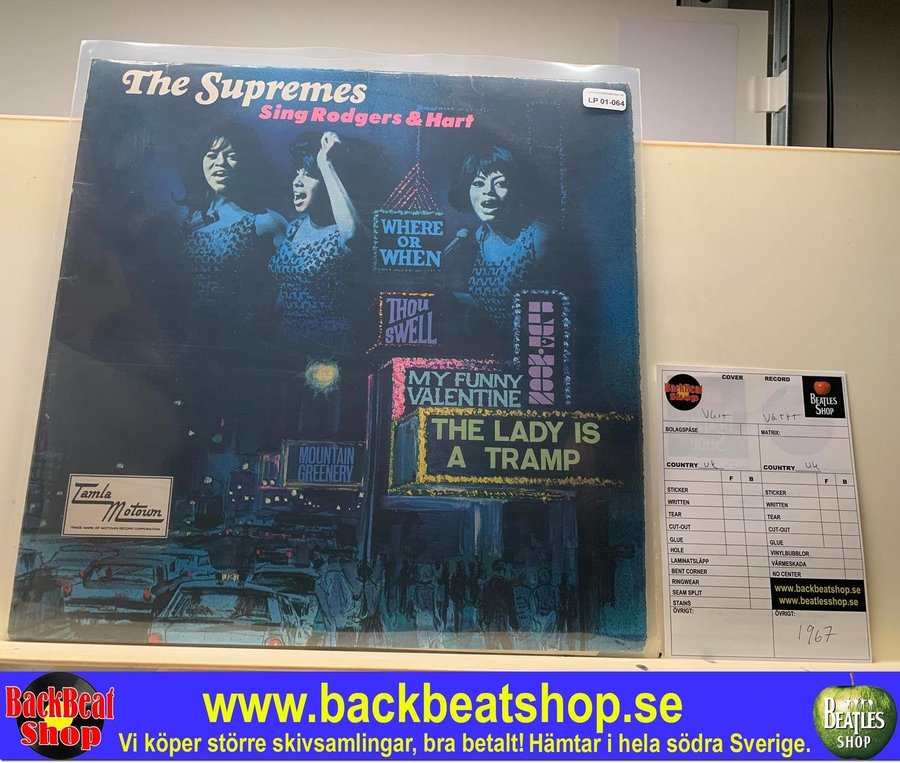 The Supremes
Sing Rodgers & Hart
LP 01-064
WHERE
OR
WHEN
THOU
SWELL
BLUE MOON
MY FUNNY
VALENTINE
THE LADY IS
A TRAMP
MOUNTAIN
GREENERY
Tamla
Motown
TRADE MARK OF MOTOWN RECORD CORPORATION
BackBeat
Shop
COVER
RECORD
BEATLES
SHOP
BOLAGSPÅSE
MATRIX:
COUNTRY UK
COUNTRY UK
F B
F B
STICKER
STICKER
WRITTEN
WRITTEN
TEAR
TEAR
CUT-OUT
CUT-OUT
GLUE
GLUE
HOLE
VINYLBUBBLOR
LAMINATSLÄPP
VÄRMESKADA
BENT CORNER
NO CENTER
RINGWEAR
www.backbeatshop.se
SEAM SPLIT
www.beatlesshop.se
STAINS
ÖVRIGT:
ÖVRIGT:
1967
BackBeat
Shop
www.backbeatshop.se
Vi köper större skivsamlingar, bra betalt! Hämtar i hela södra Sverige.
BEATLES
SHOP